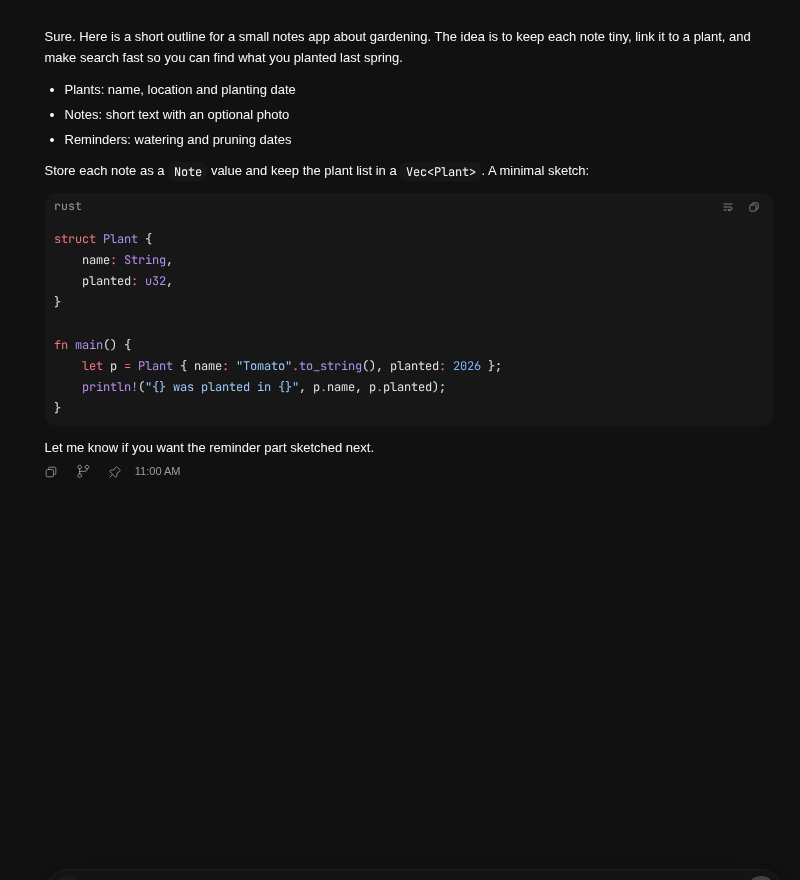 Sure. Here is a short outline for a small notes app about gardening. The idea is to keep each note tiny, link it to a plant, and
make search fast so you can find what you planted last spring.
• Plants: name, location and planting date
• Notes: short text with an optional photo
• Reminders: watering and pruning dates
Store each note as a Note value and keep the plant list in a Vec<Plant>. A minimal sketch:
rust
struct Plant {
    name: String,
    planted: u32,
}

fn main() {
    let p = Plant { name: "Tomato".to_string(), planted: 2026 };
    println!("{} was planted in {}", p.name, p.planted);
}
Let me know if you want the reminder part sketched next.
11:00 AM